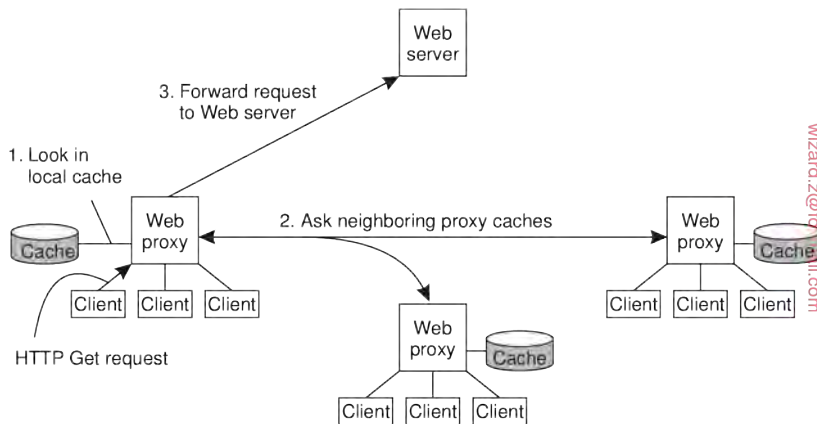 Web
server
3. Forward request
to Web server
1. Look in
local cache
Web
proxy
2. Ask neighboring proxy caches
Web
proxy
Cache
Cache
Client
Client
Client
Client
Client
Client
HTTP Get request
Web
proxy
Cache
Client
Client
Client